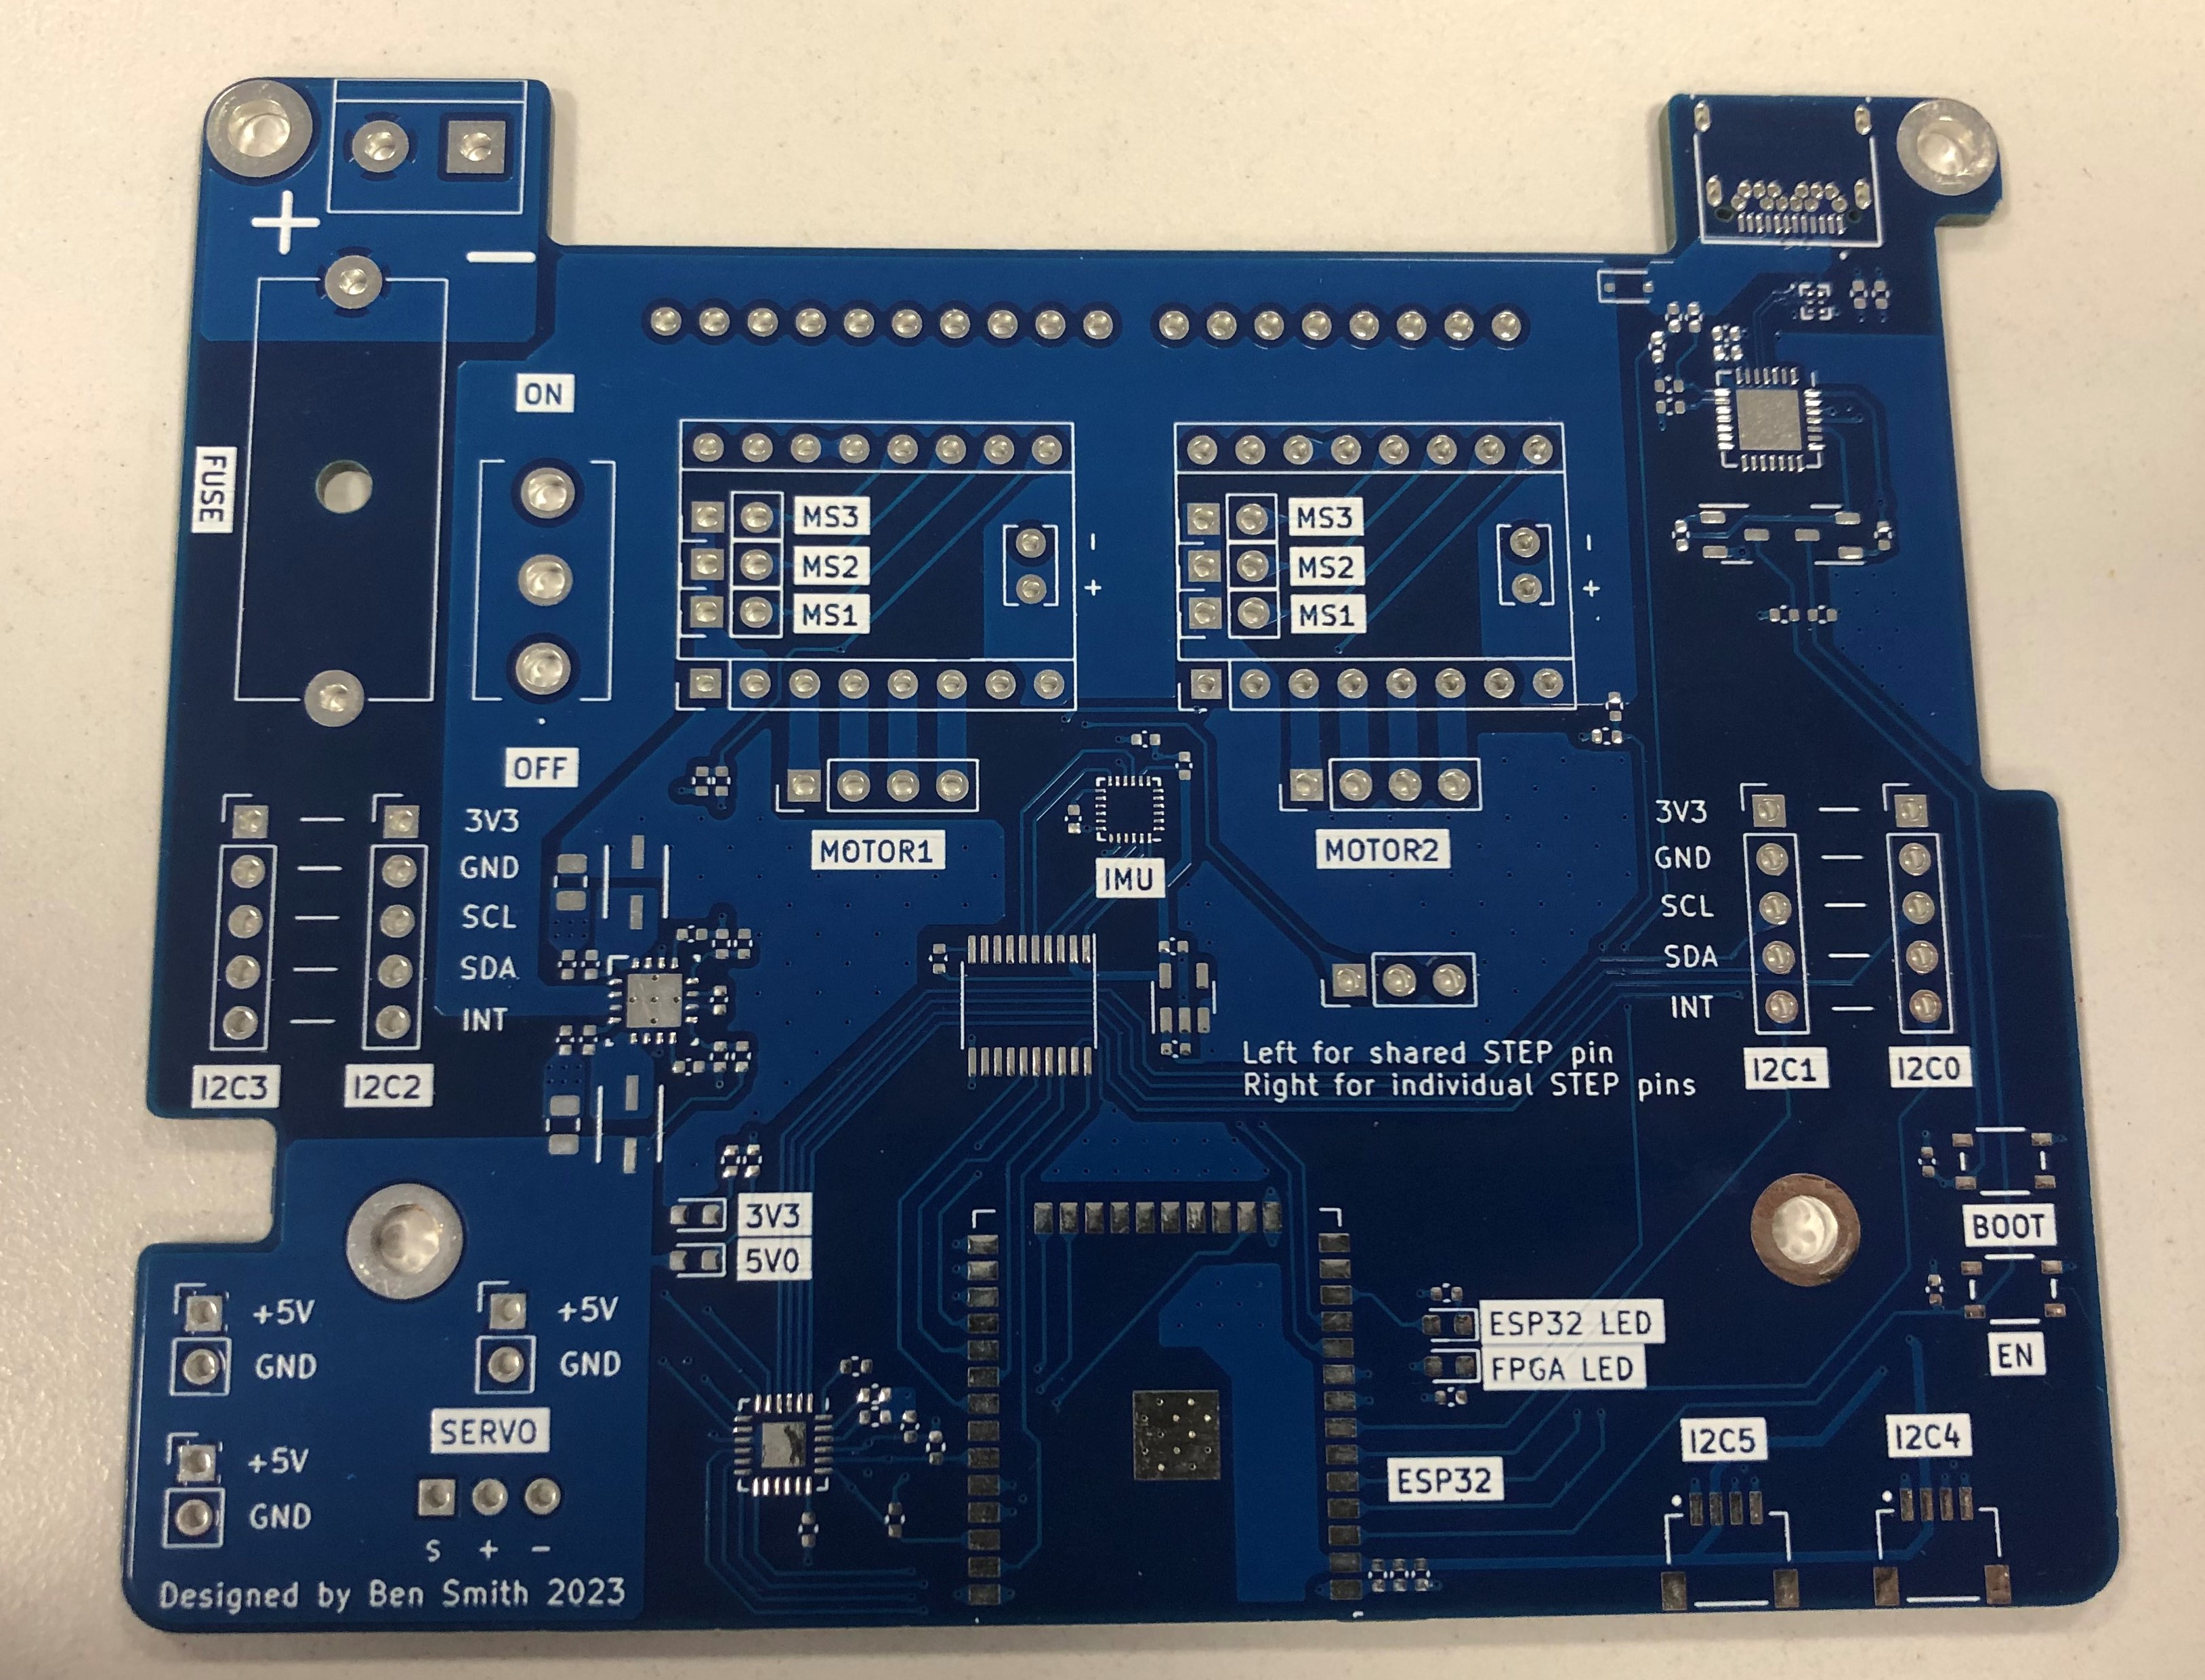 +
−
FUSE
ON
OFF
MS3
MS2
MS1
-
+
MS3
MS2
MS1
-
+
MOTOR1
IMU
MOTOR2
3V3
GND
SCL
SDA
INT
I2C3
I2C2
3V3
GND
SCL
SDA
INT
I2C1
I2C0
Left for shared STEP pin
Right for individual STEP pins
3V3
5V0
BOOT
EN
+5V
GND
+5V
GND
+5V
GND
SERVO
S + −
ESP32 LED
FPGA LED
ESP32
I2C5
I2C4
Designed by Ben Smith 2023